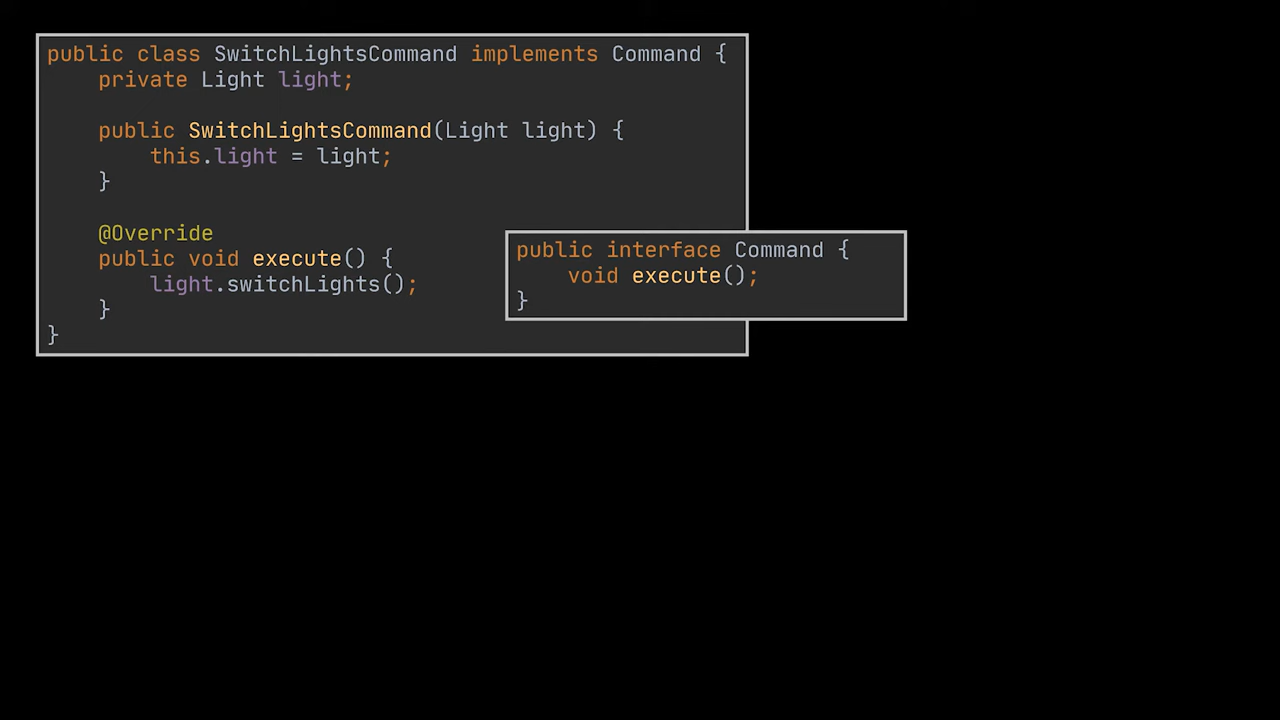 public class SwitchLightsCommand implements Command {
    private Light light;

    public SwitchLightsCommand(Light light) {
        this.light = light;
    }

    @Override
    public void execute() {
        light.switchLights();
    }
}
public interface Command {
    void execute();
}